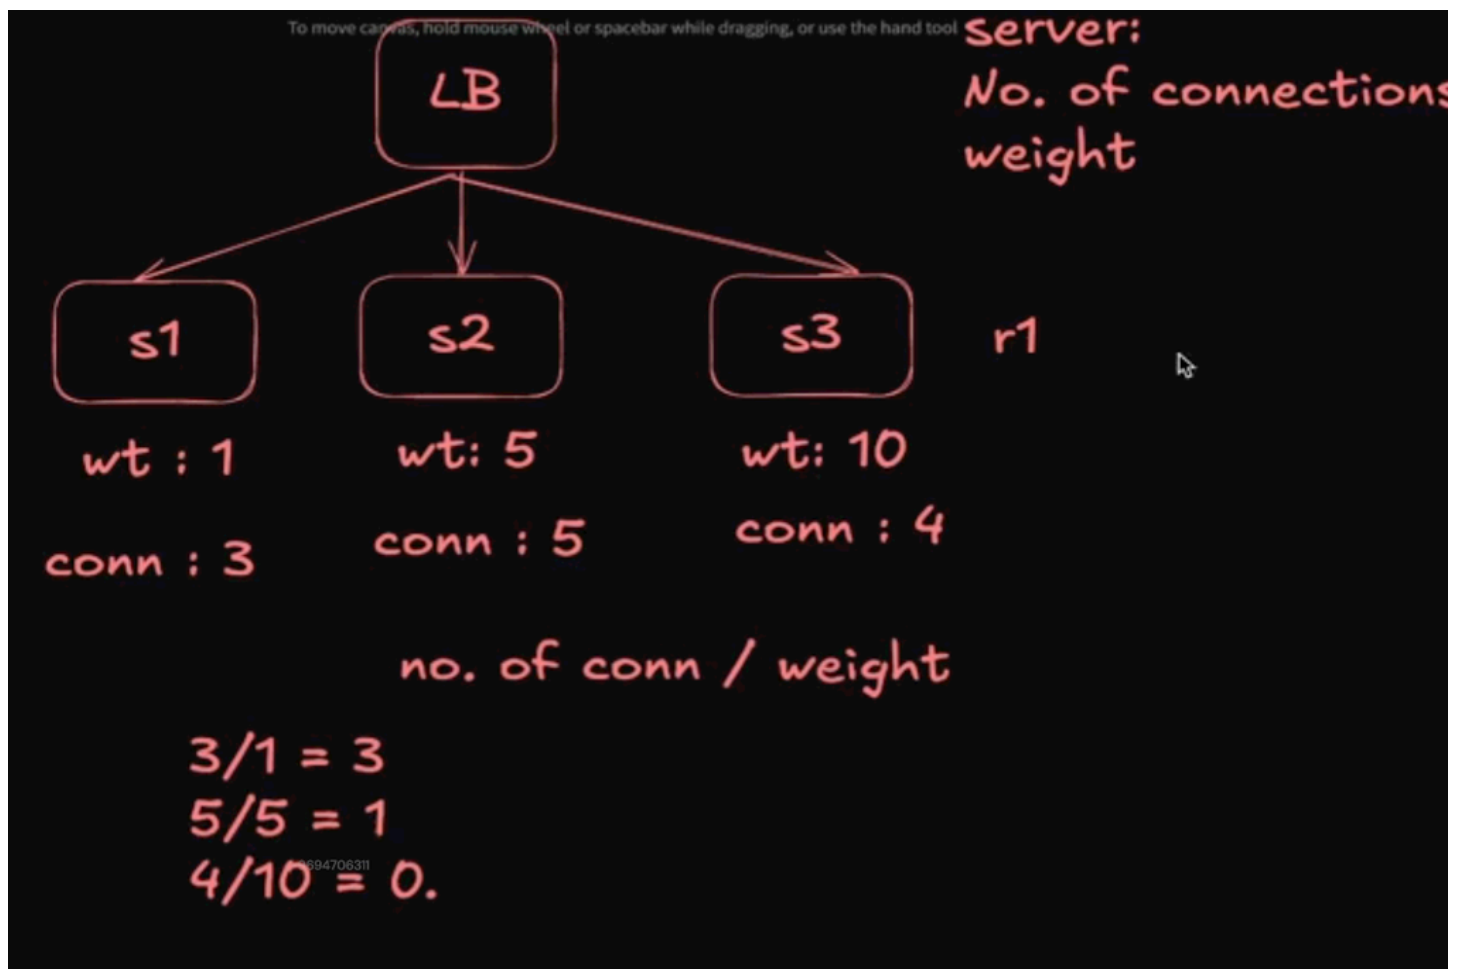 To move canvas, hold mouse wheel or spacebar while dragging, or use the hand tool
server:
No. of connections
weight
LB
s1
s2
s3
r1
wt : 1
wt: 5
wt: 10
conn : 3
conn : 5
conn : 4
no. of conn / weight
3/1 = 3
5/5 = 1
4/10 = 0.
9694706311